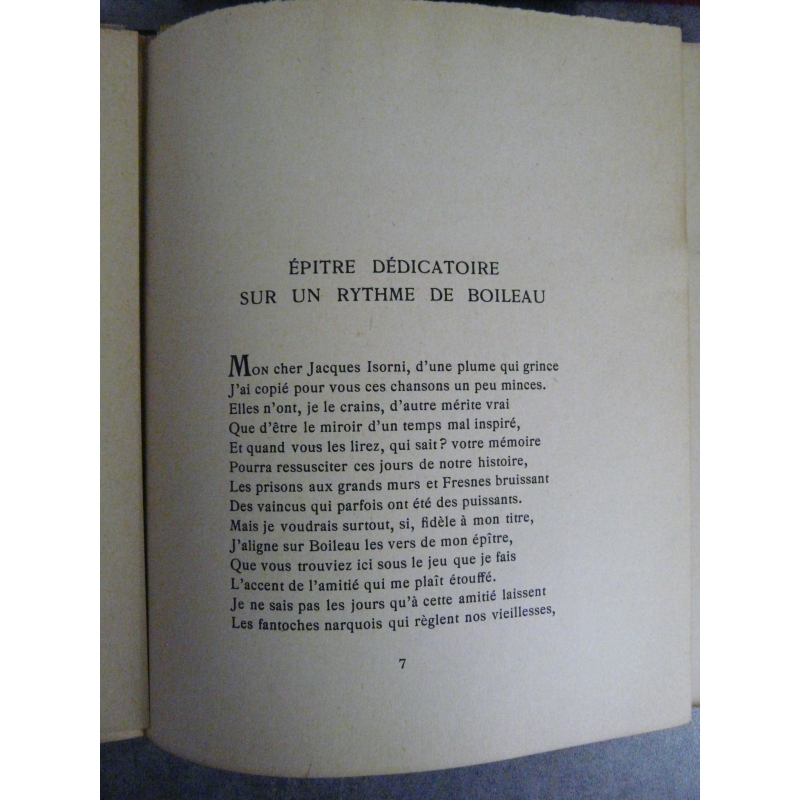 ÉPITRE DÉDICATOIRE
SUR UN RYTHME DE BOILEAU
MON cher Jacques Isorni, d'une plume qui grince
J'ai copié pour vous ces chansons un peu minces.
Elles n'ont, je le crains, d'autre mérite vrai
Que d'être le miroir d'un temps mal inspiré,
Et quand vous les lirez, qui sait? votre mémoire
Pourra ressusciter ces jours de notre histoire,
Les prisons aux grands murs et Fresnes bruissant
Des vaincus qui parfois ont été des puissants.
Mais je voudrais surtout, si, fidèle à mon titre,
J'aligne sur Boileau les vers de mon épître,
Que vous trouviez ici sous le jeu que je fais
L'accent de l'amitié qui me plaît étouffé.
Je ne sais pas les jours qu'à cette amitié laissent
Les fantoches narquois qui règlent nos vieillesses,
7